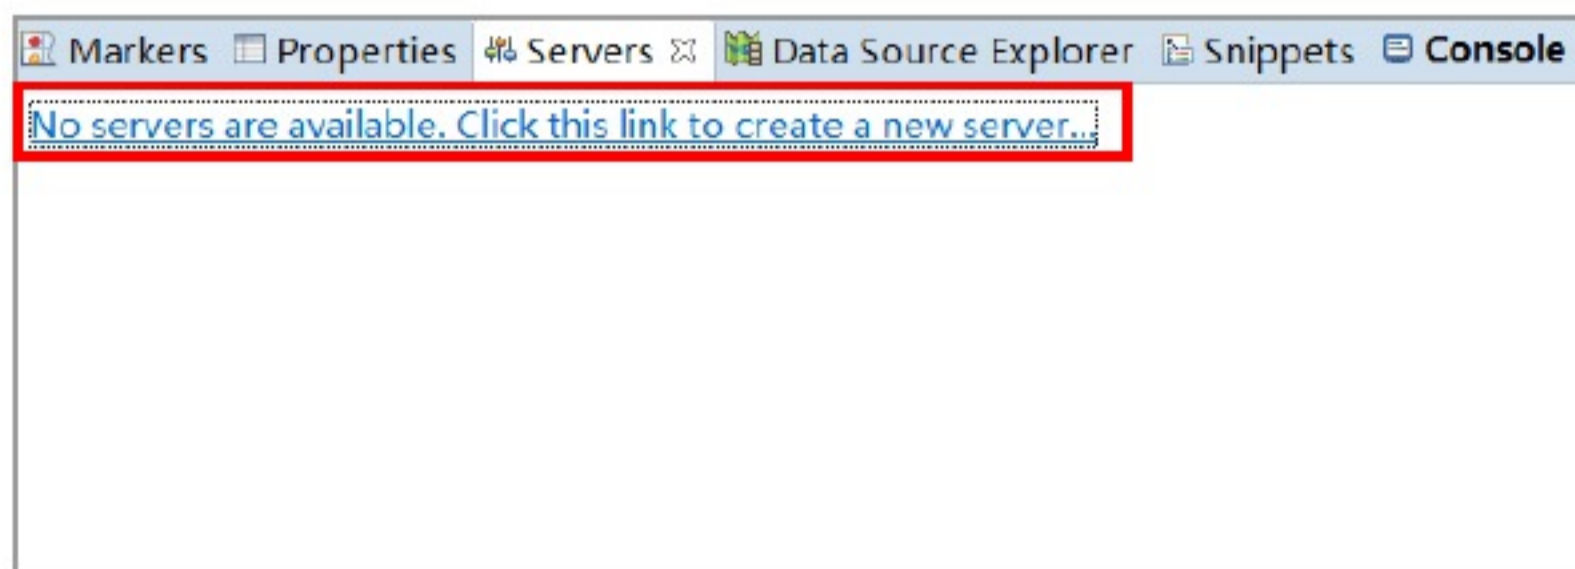 Markers Properties Servers Data Source Explorer Snippets Console
No servers are available. Click this link to create a new server...